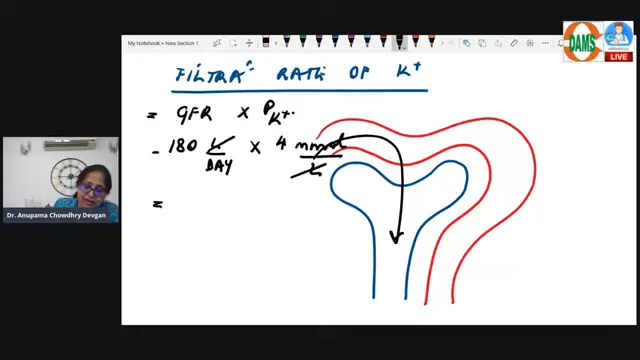 My Notebook > New Section 1
DAMS
LIVE
FILTRAⁿ RATE OF K⁺
= GFR X P K⁺.
- 180 L X 4 mmol
DAY L
=
Dr. Anupama Chowdhry Devgan